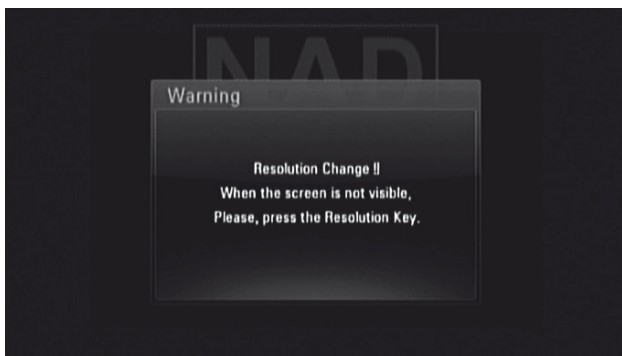 NAD
Warning
Resolution Change !!
When the screen is not visible,
Please, press the Resolution Key.